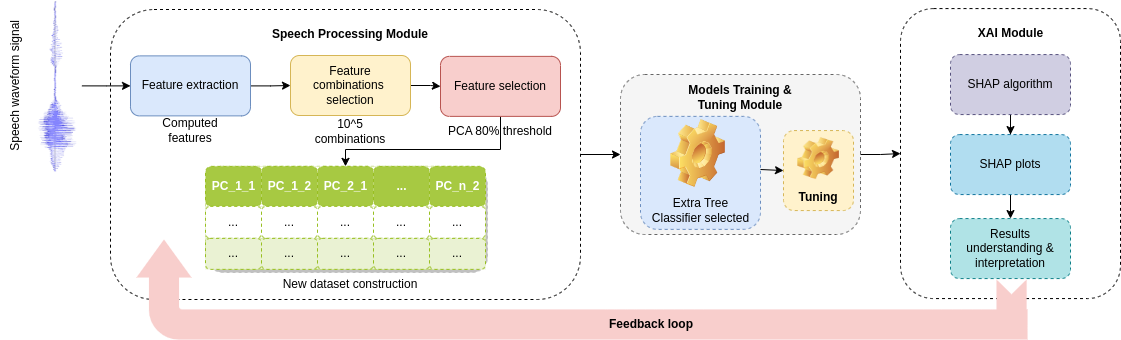 Speech waveform signal
Speech Processing Module
Feature extraction
Computed
features
Feature
combinations
selection
10^5
combinations
Feature selection
PCA 80% threshold
PC_1_1 PC_1_2 PC_2_1 ... PC_n_2
... ... ... ... ...
... ... ... ... ...
New dataset construction
Models Training &
Tuning Module
Extra Tree
Classifier selected
Tuning
XAI Module
SHAP algorithm
SHAP plots
Results
understanding &
interpretation
Feedback loop